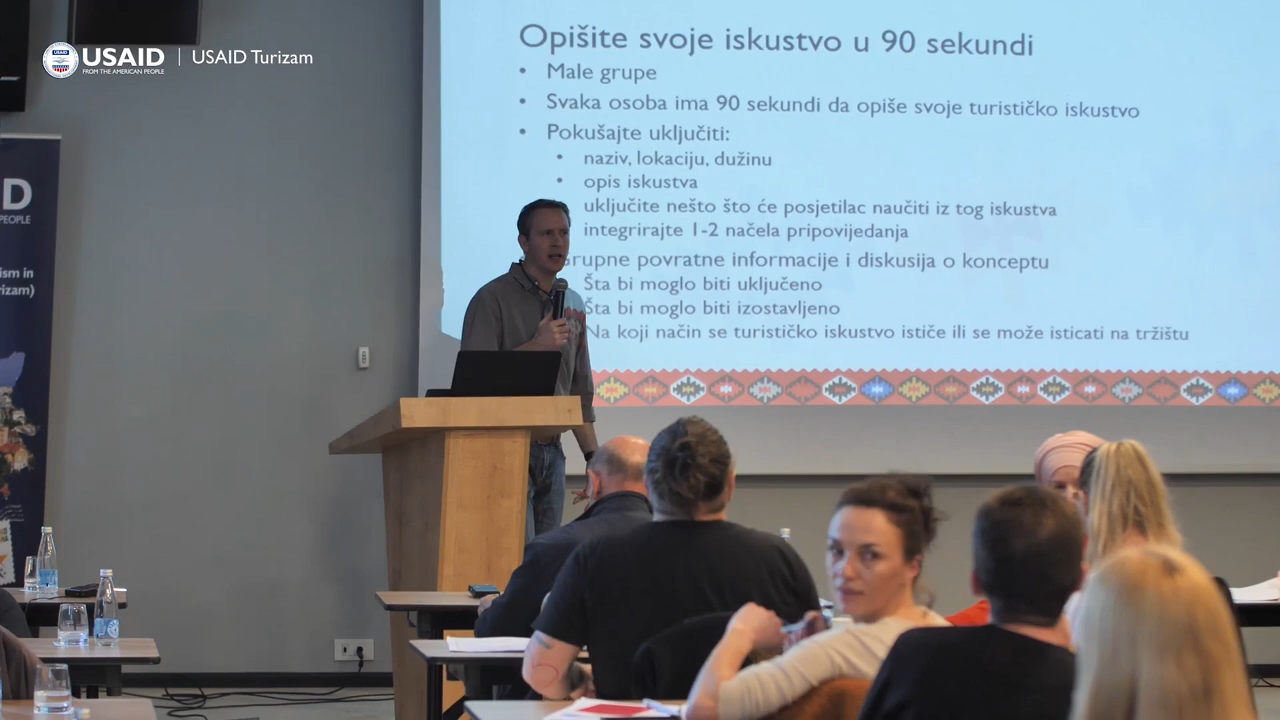 USAID
FROM THE AMERICAN PEOPLE
USAID Turizam
Opišite svoje iskustvo u 90 sekundi
• Male grupe
• Svaka osoba ima 90 sekundi da opiše svoje turističko iskustvo
• Pokušajte uključiti:
• naziv, lokaciju, dužinu
• opis iskustva
uključite nešto što će posjetilac naučiti iz tog iskustva
integrirajte 1-2 načela pripovijedanja
Grupne povratne informacije i diskusija o konceptu
Šta bi moglo biti uključeno
Šta bi moglo biti izostavljeno
Na koji način se turističko iskustvo ističe ili se može isticati na tržištu
D
PEOPLE
ism in
rizam)